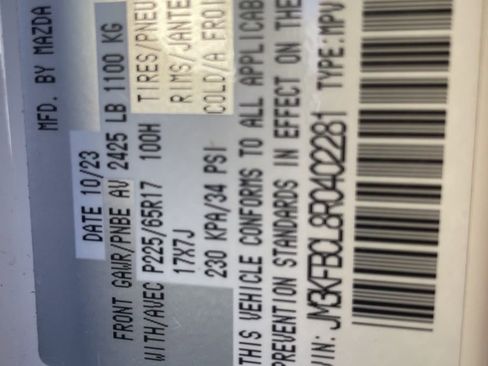 MFD. BY MAZDA
DATE 10/23
FRONT GAWR/PNBE AV 2425 LB 1100 KG
WITH/AVEC P225/65R17 100H TIRES/PNEU
17X7J RIMS/JANTE
230 KPA/34 PSI COLD/A FROI
THIS VEHICLE CONFORMS TO ALL APPLICAB
PREVENTION STANDARDS IN EFFECT ON THE
VIN: JM3KFBCL8R0402281 TYPE: MPV